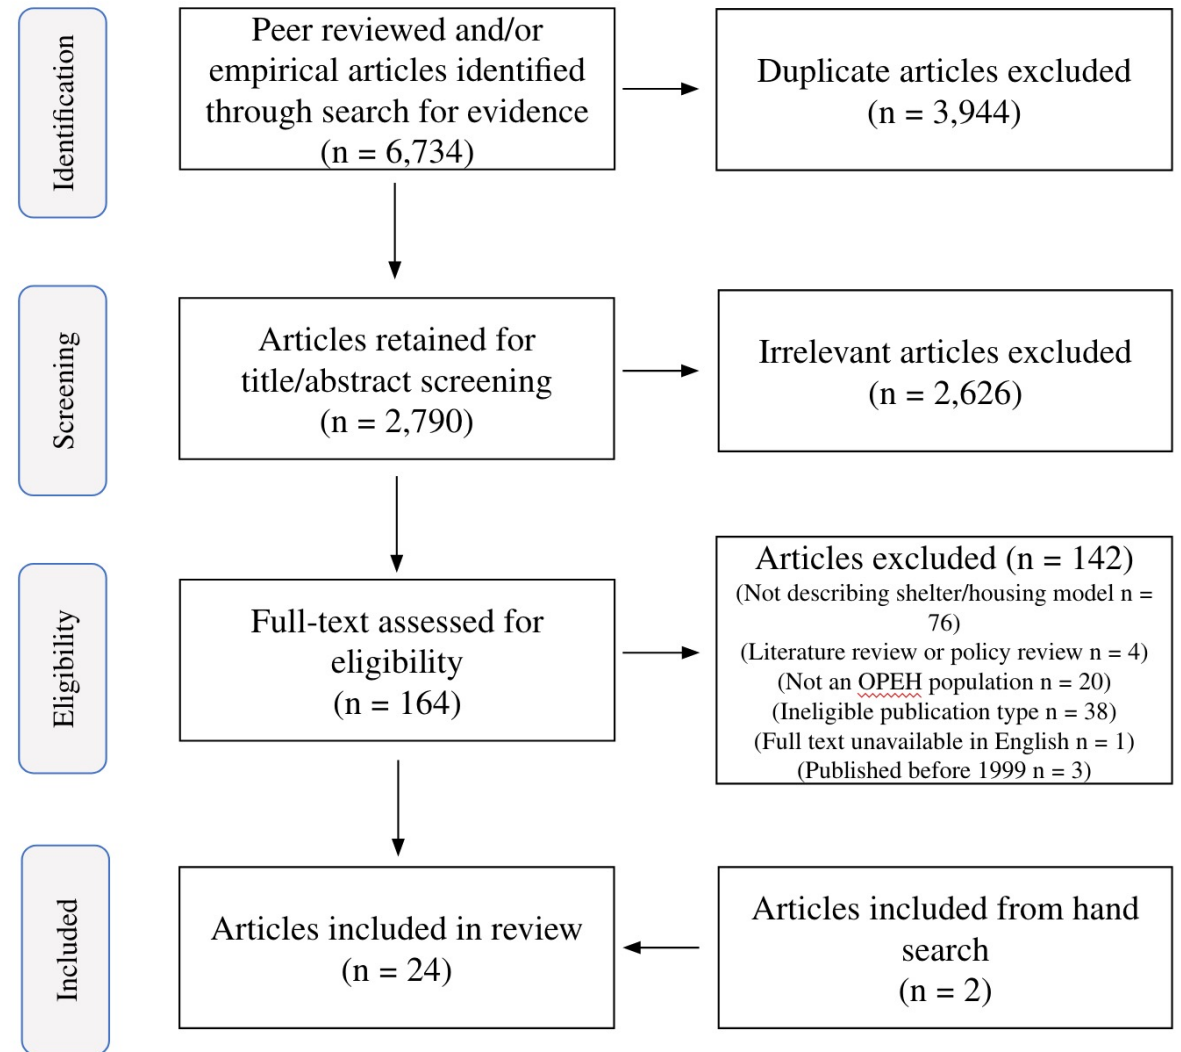 Identification
Peer reviewed and/or
empirical articles identified
through search for evidence
(n = 6,734)
Duplicate articles excluded
(n = 3,944)
Screening
Articles retained for
title/abstract screening
(n = 2,790)
Irrelevant articles excluded
(n = 2,626)
Eligibility
Full-text assessed for
eligibility
(n = 164)
Articles excluded (n = 142)
(Not describing shelter/housing model n =
76)
(Literature review or policy review n = 4)
(Not an OPEH population n = 20)
(Ineligible publication type n = 38)
(Full text unavailable in English n = 1)
(Published before 1999 n = 3)
Included
Articles included in review
(n = 24)
Articles included from hand
search
(n = 2)